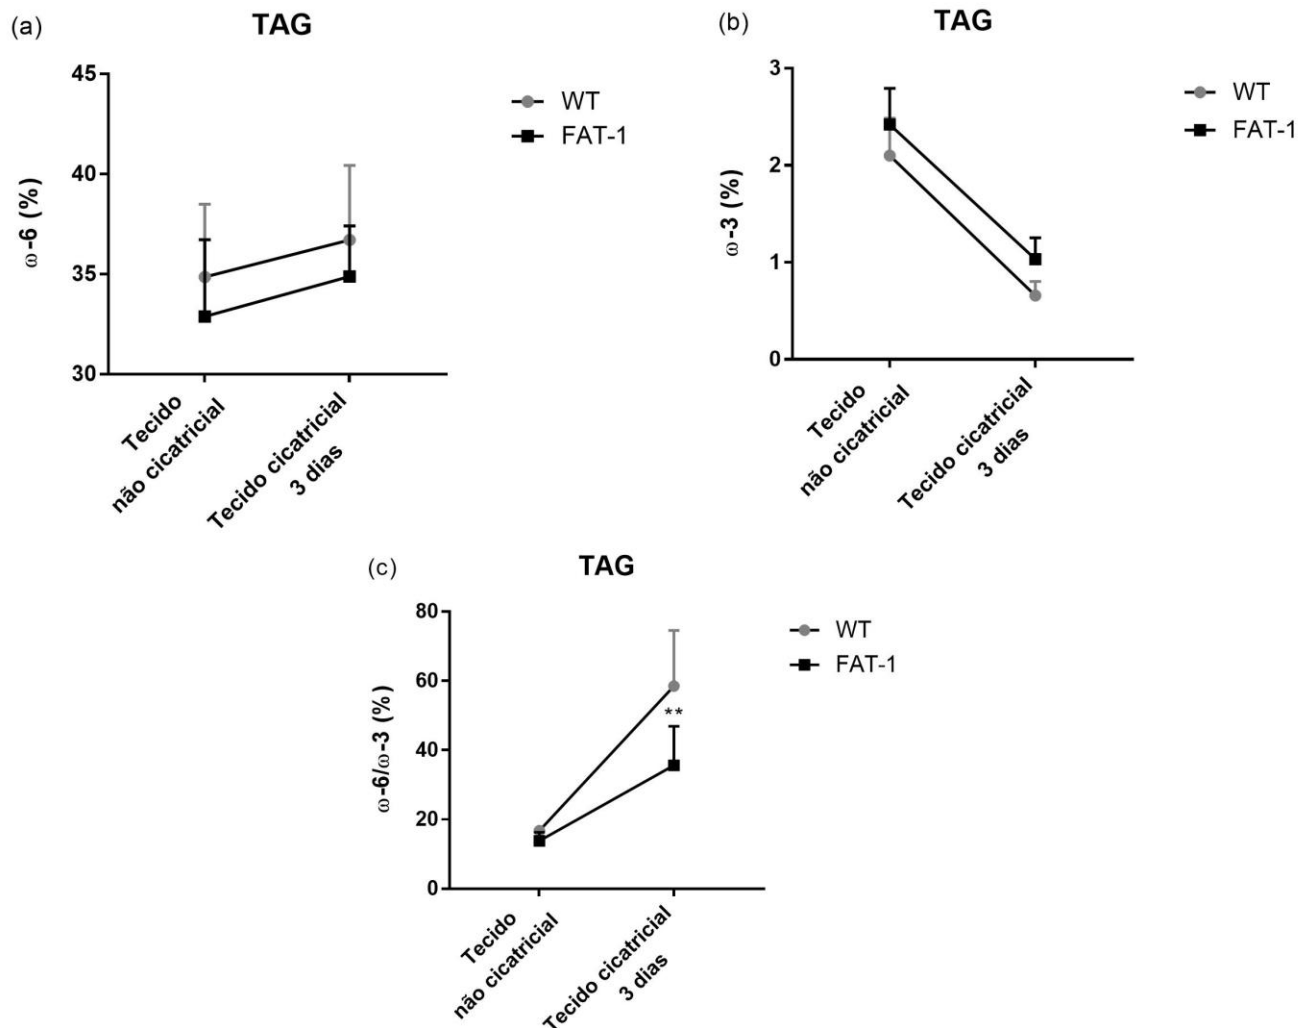 (a)
TAG
45
40
35
30
ω-6 (%)
WT
FAT-1
Tecido
não cicatricial
Tecido cicatricial
3 dias
(b)
TAG
3
2
1
0
ω-3 (%)
WT
FAT-1
Tecido
não cicatricial
Tecido cicatricial
3 dias
(c)
TAG
80
60
40
20
0
ω-6/ω-3 (%)
**
WT
FAT-1
Tecido
não cicatricial
Tecido cicatricial
3 dias